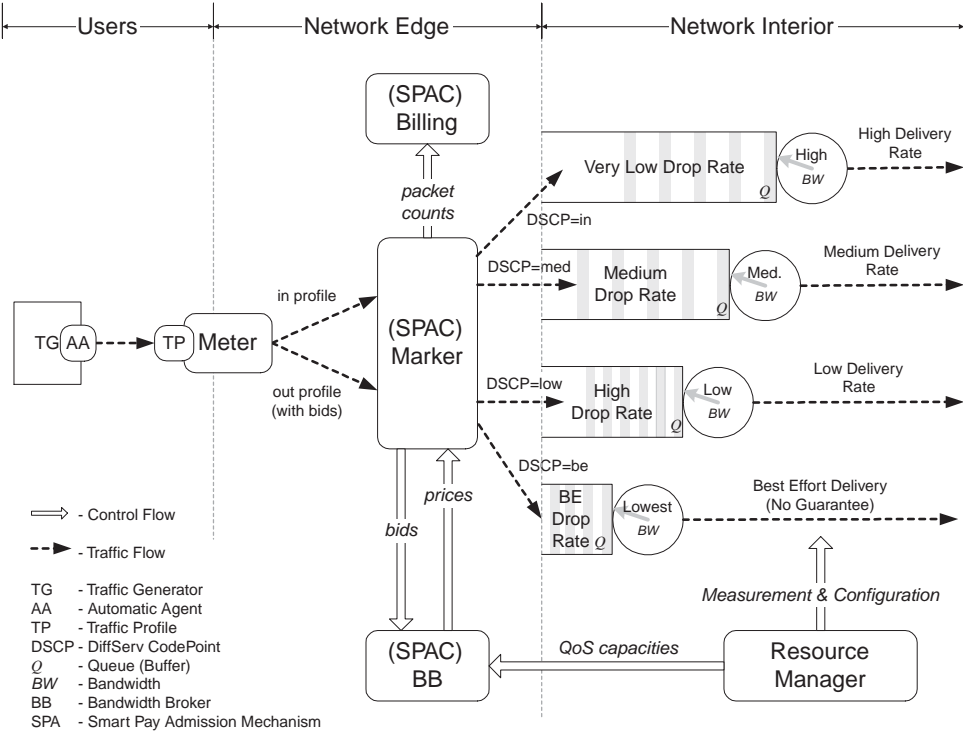 Users
Network Edge
Network Interior
(SPAC)
Billing
packet
counts
Very Low Drop Rate
Q
High
BW
High Delivery
Rate
DSCP=in
DSCP=med
Medium
Drop Rate
Q
Med.
BW
Medium Delivery
Rate
in profile
TG
AA
TP
Meter
(SPAC)
Marker
out profile
(with bids)
DSCP=low
High
Drop Rate
Q
Low
BW
Low Delivery
Rate
DSCP=be
BE
Drop
Rate
Q
Lowest
BW
Best Effort Delivery
(No Guarantee)
prices
bids
- Control Flow
- Traffic Flow
TG - Traffic Generator
AA - Automatic Agent
TP - Traffic Profile
DSCP - DiffServ CodePoint
Q - Queue (Buffer)
BW - Bandwidth
BB - Bandwidth Broker
SPA - Smart Pay Admission Mechanism
Measurement & Configuration
(SPAC)
BB
QoS capacities
Resource
Manager